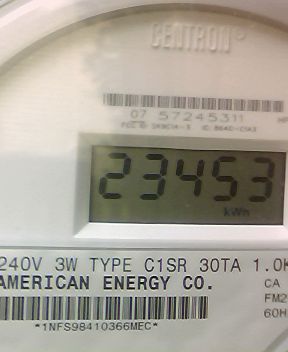 CENTRON®
07 57245311
23453
kWh
240V 3W TYPE C1SR 30TA 1.0K
AMERICAN ENERGY CO.
CA
FM2
60H
*1NFS98410366MEC*